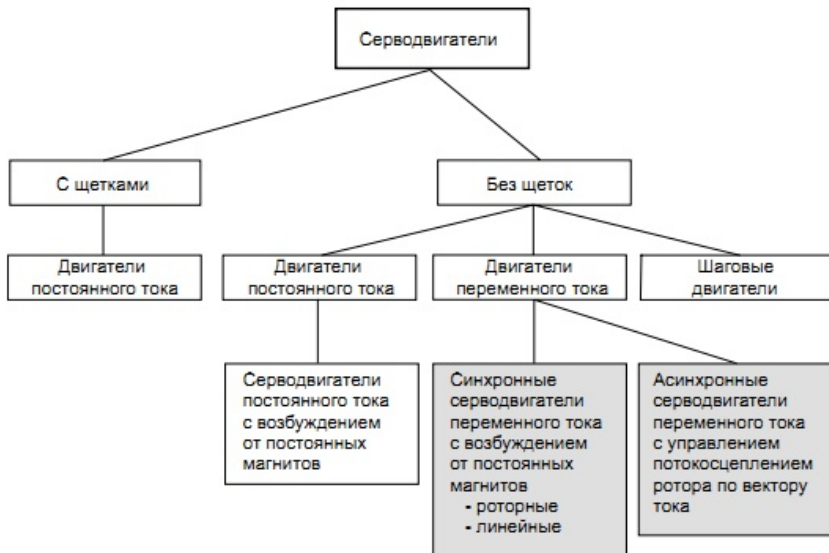 Серводвигатели
С щетками
Без щеток
Двигатели
постоянного тока
Двигатели
постоянного тока
Двигатели
переменного тока
Шаговые
двигатели
Серводвигатели
постоянного тока
с возбуждением
от постоянных
магнитов
Синхронные
серводвигатели
переменного тока
с возбуждением
от постоянных
магнитов
- роторные
- линейные
Асинхронные
серводвигатели
переменного тока
с управлением
потокосцеплением
ротора по вектору
тока